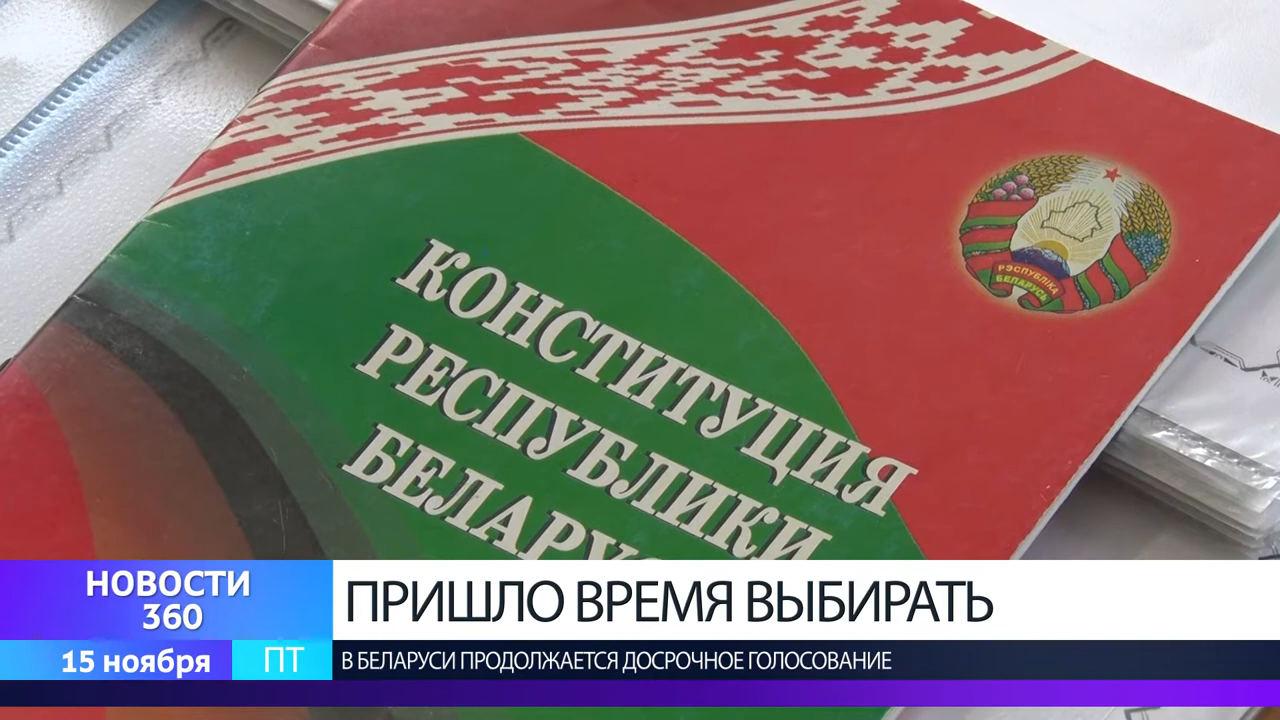 РЭСПУБЛІКА
БЕЛАРУСЬ
КОНСТИТУЦИЯ
РЕСПУБЛИКИ
НОВОСТИ
360
ПРИШЛО ВРЕМЯ ВЫБИРАТЬ
15 ноября
ПТ
В БЕЛАРУСИ ПРОДОЛЖАЕТСЯ ДОСРОЧНОЕ ГОЛОСОВАНИЕ